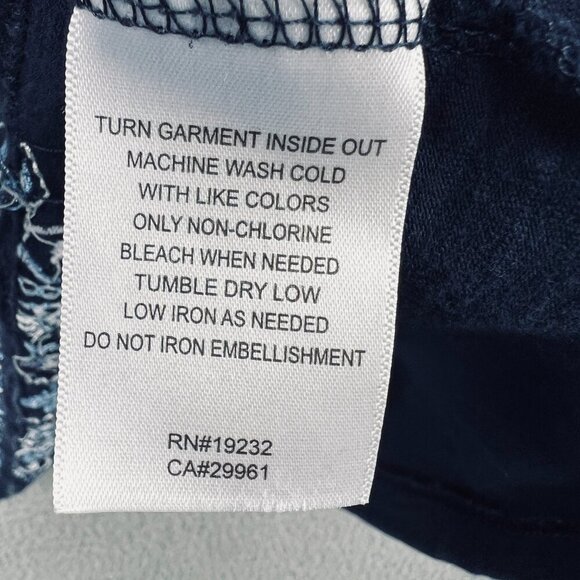 TURN GARMENT INSIDE OUT
MACHINE WASH COLD
WITH LIKE COLORS
ONLY NON-CHLORINE
BLEACH WHEN NEEDED
TUMBLE DRY LOW
LOW IRON AS NEEDED
DO NOT IRON EMBELLISHMENT
RN#19232
CA#29961